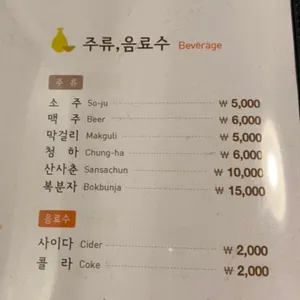 주류,음료수 Beverage
주 류
소 주 So-ju ₩ 5,000
맥 주 Beer ₩ 6,000
막걸리 Makguli ₩ 5,000
청 하 Chung-ha ₩ 6,000
산사춘 Sansachun ₩ 10,000
복분자 Bokbunja ₩ 15,000
음료수
사이다 Cider ₩ 2,000
콜 라 Coke ₩ 2,000